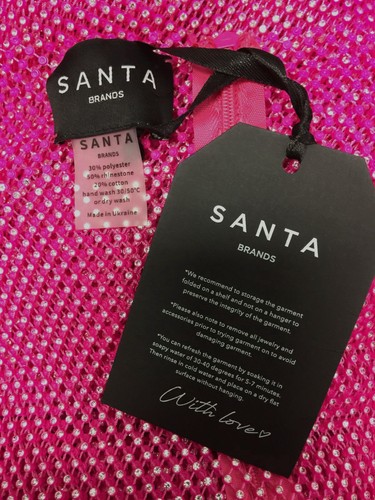 SANTA
BRANDS
SANTA
BRANDS
30% polyester
50% rhinestone
20% cotton
hand wash 30/50°C
or dry wash
Made in Ukraine
SANTA
BRANDS
*We recommend to storage the garment
folded on a shelf and not on a hanger to
preserve the integrity of the garment.
*Please also note to remove all jewelry and
accessories prior to trying garment on to avoid
damaging garment.
*You can refresh the garment by soaking it in
soapy water of 30-40 degrees for 5-7 minutes.
Than rinse in cold water and place on a dry flat
surface without hanging.
With love♡